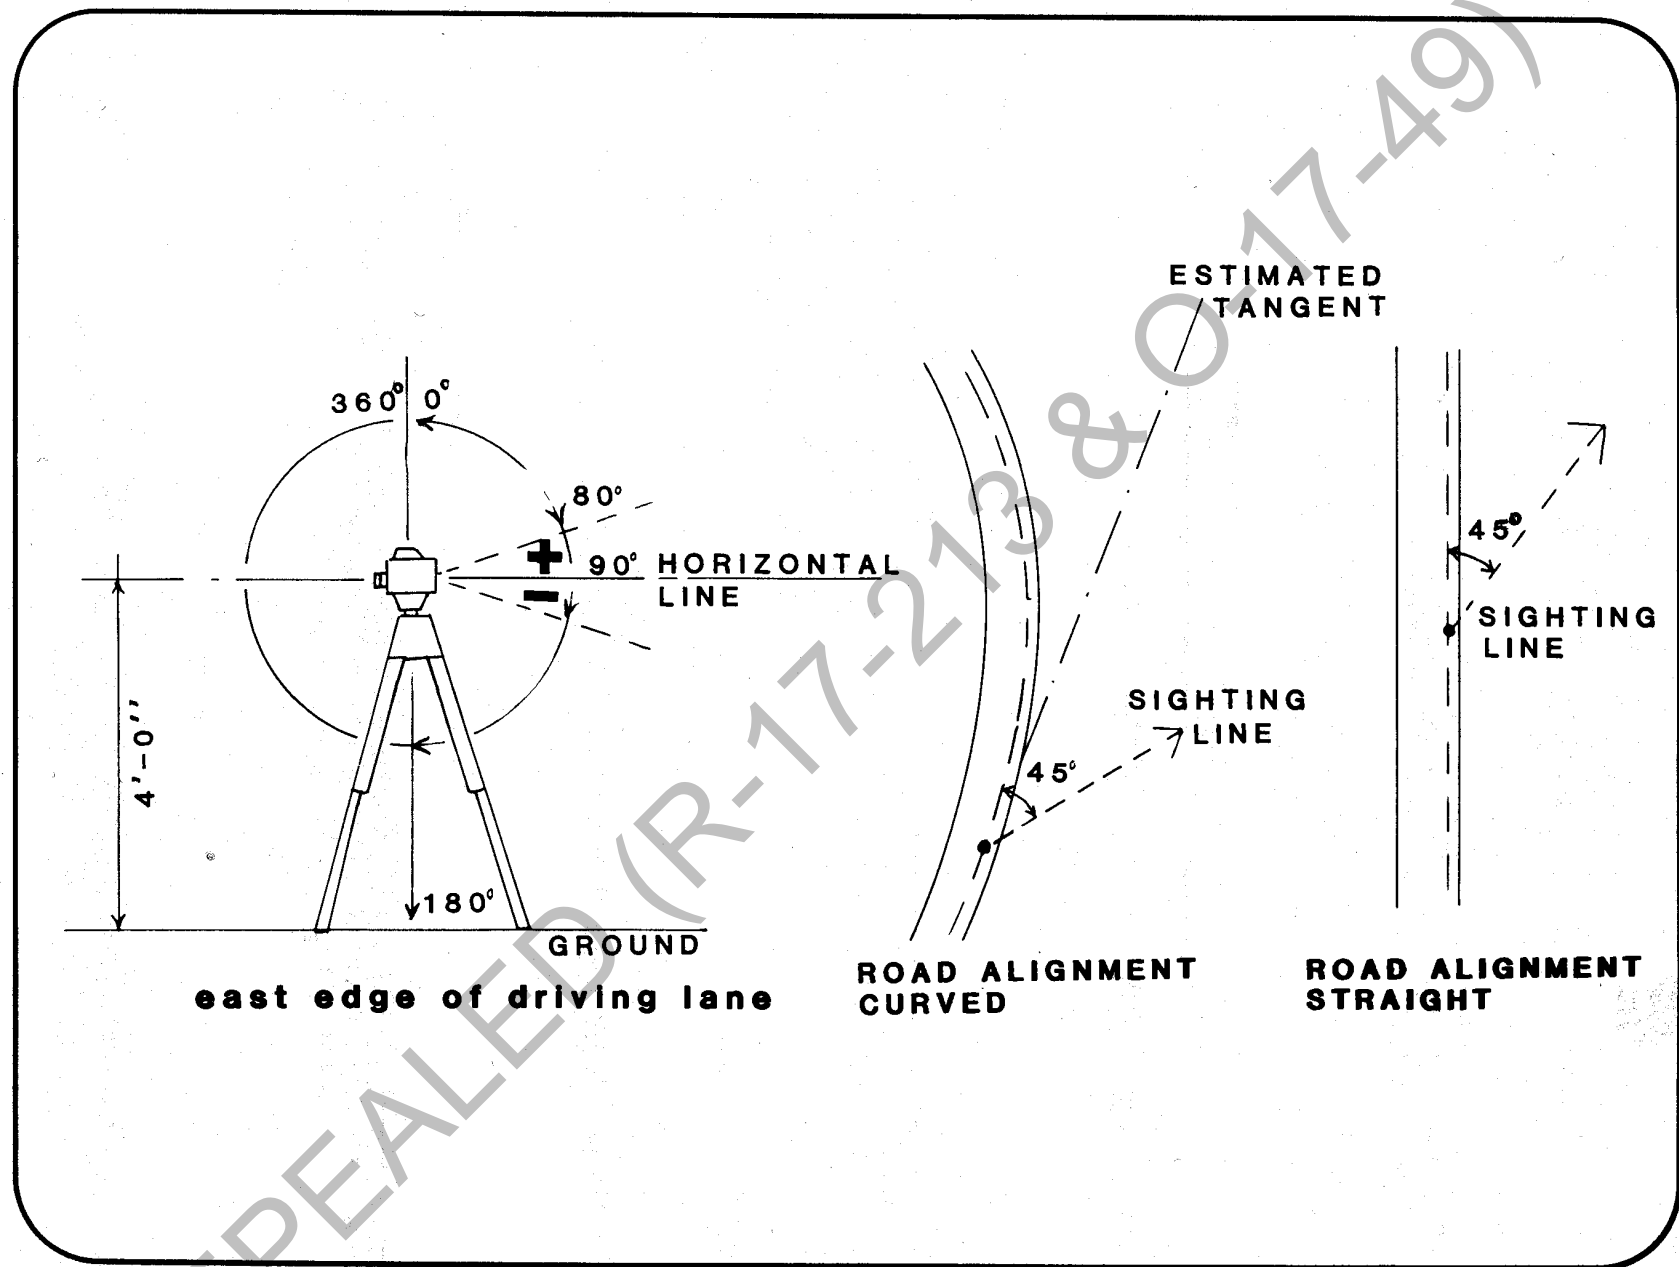 360° 0°
80°
+
90° HORIZONTAL
LINE
-
4'-0"
180°
GROUND
east edge of driving lane
ESTIMATED
TANGENT
SIGHTING
LINE
45°
ROAD ALIGNMENT
CURVED
45°
SIGHTING
LINE
ROAD ALIGNMENT
STRAIGHT
EPEALED (R-17-213 & O-17-49)